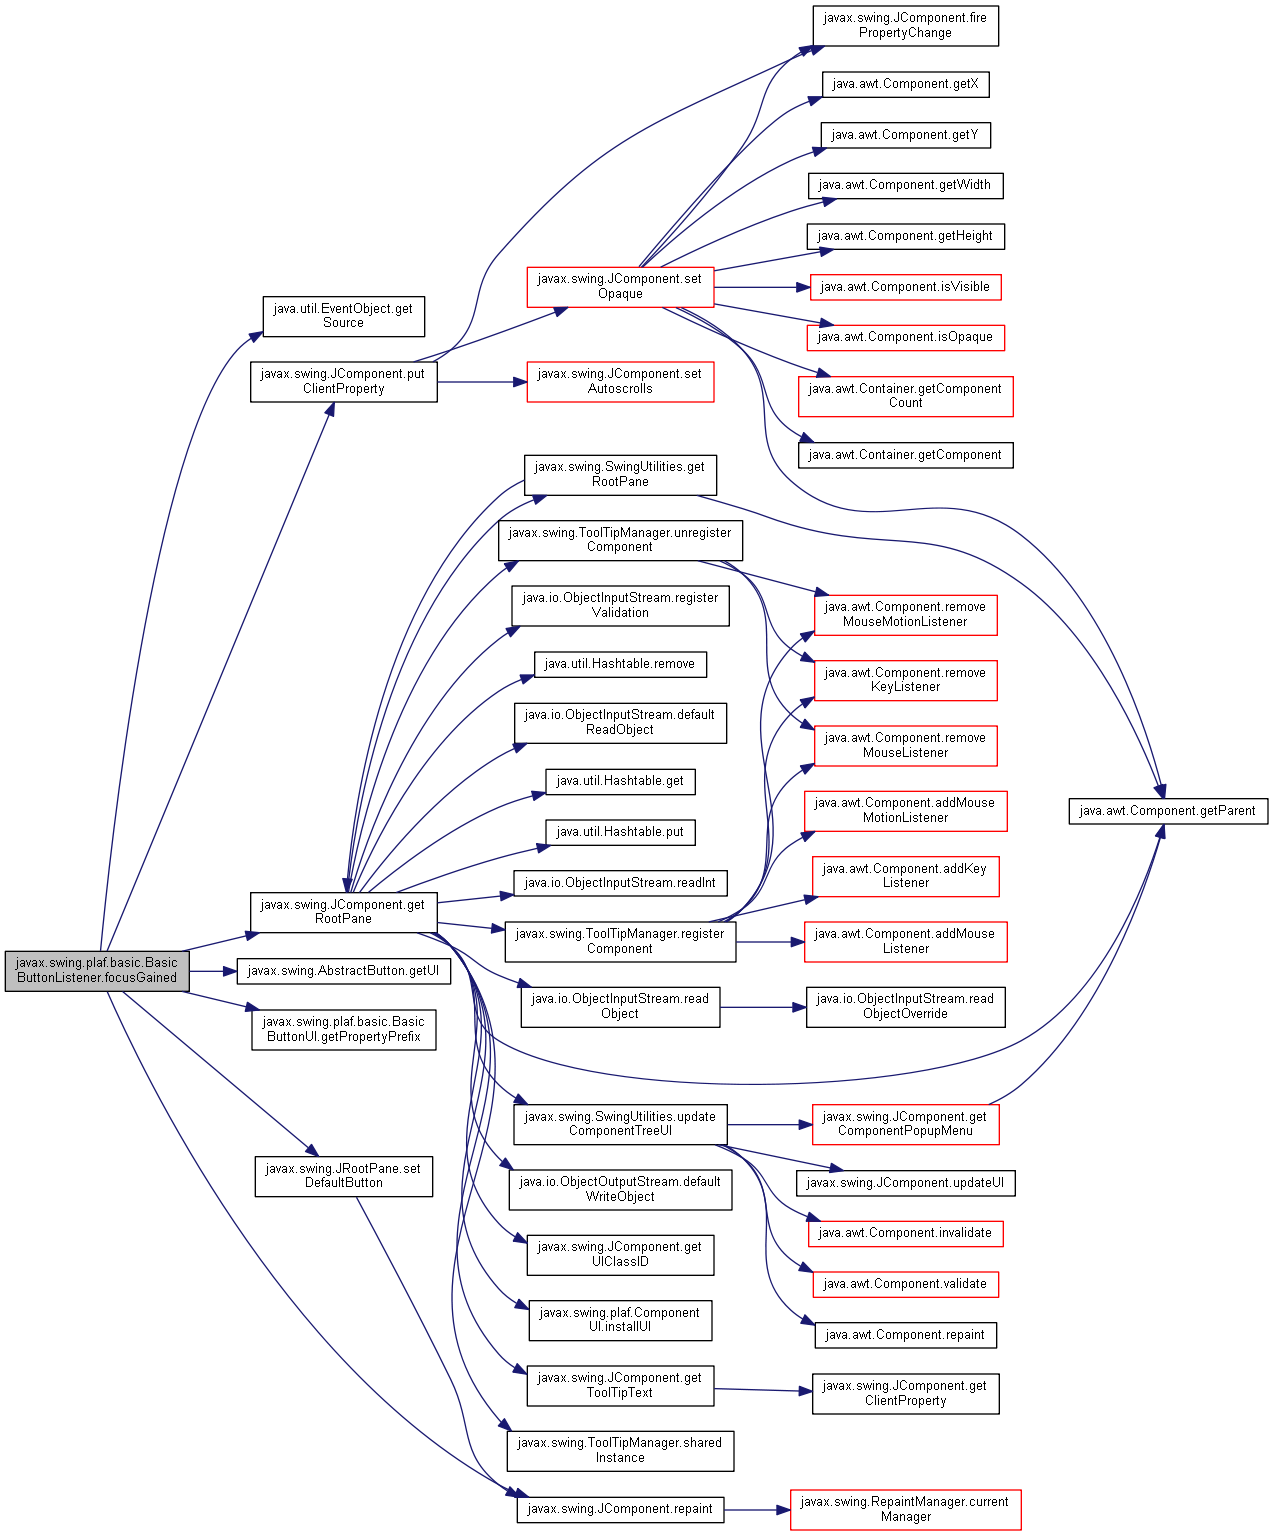 javax.swing.JComponent.fire
PropertyChange
java.awt.Component.getX
java.awt.Component.getY
java.awt.Component.getWidth
java.awt.Component.getHeight
javax.swing.JComponent.set
Opaque
java.awt.Component.isVisible
java.util.EventObject.get
Source
java.awt.Component.isOpaque
javax.swing.JComponent.put
ClientProperty
javax.swing.JComponent.set
Autoscrolls
java.awt.Container.getComponent
Count
java.awt.Container.getComponent
javax.swing.SwingUtilities.get
RootPane
javax.swing.ToolTipManager.unregister
Component
java.io.ObjectInputStream.register
Validation
java.awt.Component.remove
MouseMotionListener
java.util.Hashtable.remove
java.awt.Component.remove
KeyListener
java.io.ObjectInputStream.default
ReadObject
java.awt.Component.remove
MouseListener
java.util.Hashtable.get
java.awt.Component.addMouse
MotionListener
java.awt.Component.getParent
java.util.Hashtable.put
java.io.ObjectInputStream.readInt
java.awt.Component.addKey
Listener
javax.swing.JComponent.get
RootPane
javax.swing.ToolTipManager.register
Component
java.awt.Component.addMouse
Listener
javax.swing.plaf.basic.Basic
ButtonListener.focusGained
javax.swing.AbstractButton.getUI
java.io.ObjectInputStream.read
Object
java.io.ObjectInputStream.read
ObjectOverride
javax.swing.plaf.basic.Basic
ButtonUI.getPropertyPrefix
javax.swing.SwingUtilities.update
ComponentTreeUI
javax.swing.JComponent.get
ComponentPopupMenu
javax.swing.JRootPane.set
DefaultButton
java.io.ObjectOutputStream.default
WriteObject
javax.swing.JComponent.updateUI
javax.swing.JComponent.get
UIClassID
java.awt.Component.invalidate
java.awt.Component.validate
javax.swing.plaf.Component
UI.installUI
java.awt.Component.repaint
javax.swing.JComponent.get
ToolTipText
javax.swing.JComponent.get
ClientProperty
javax.swing.ToolTipManager.shared
Instance
javax.swing.JComponent.repaint
javax.swing.RepaintManager.current
Manager